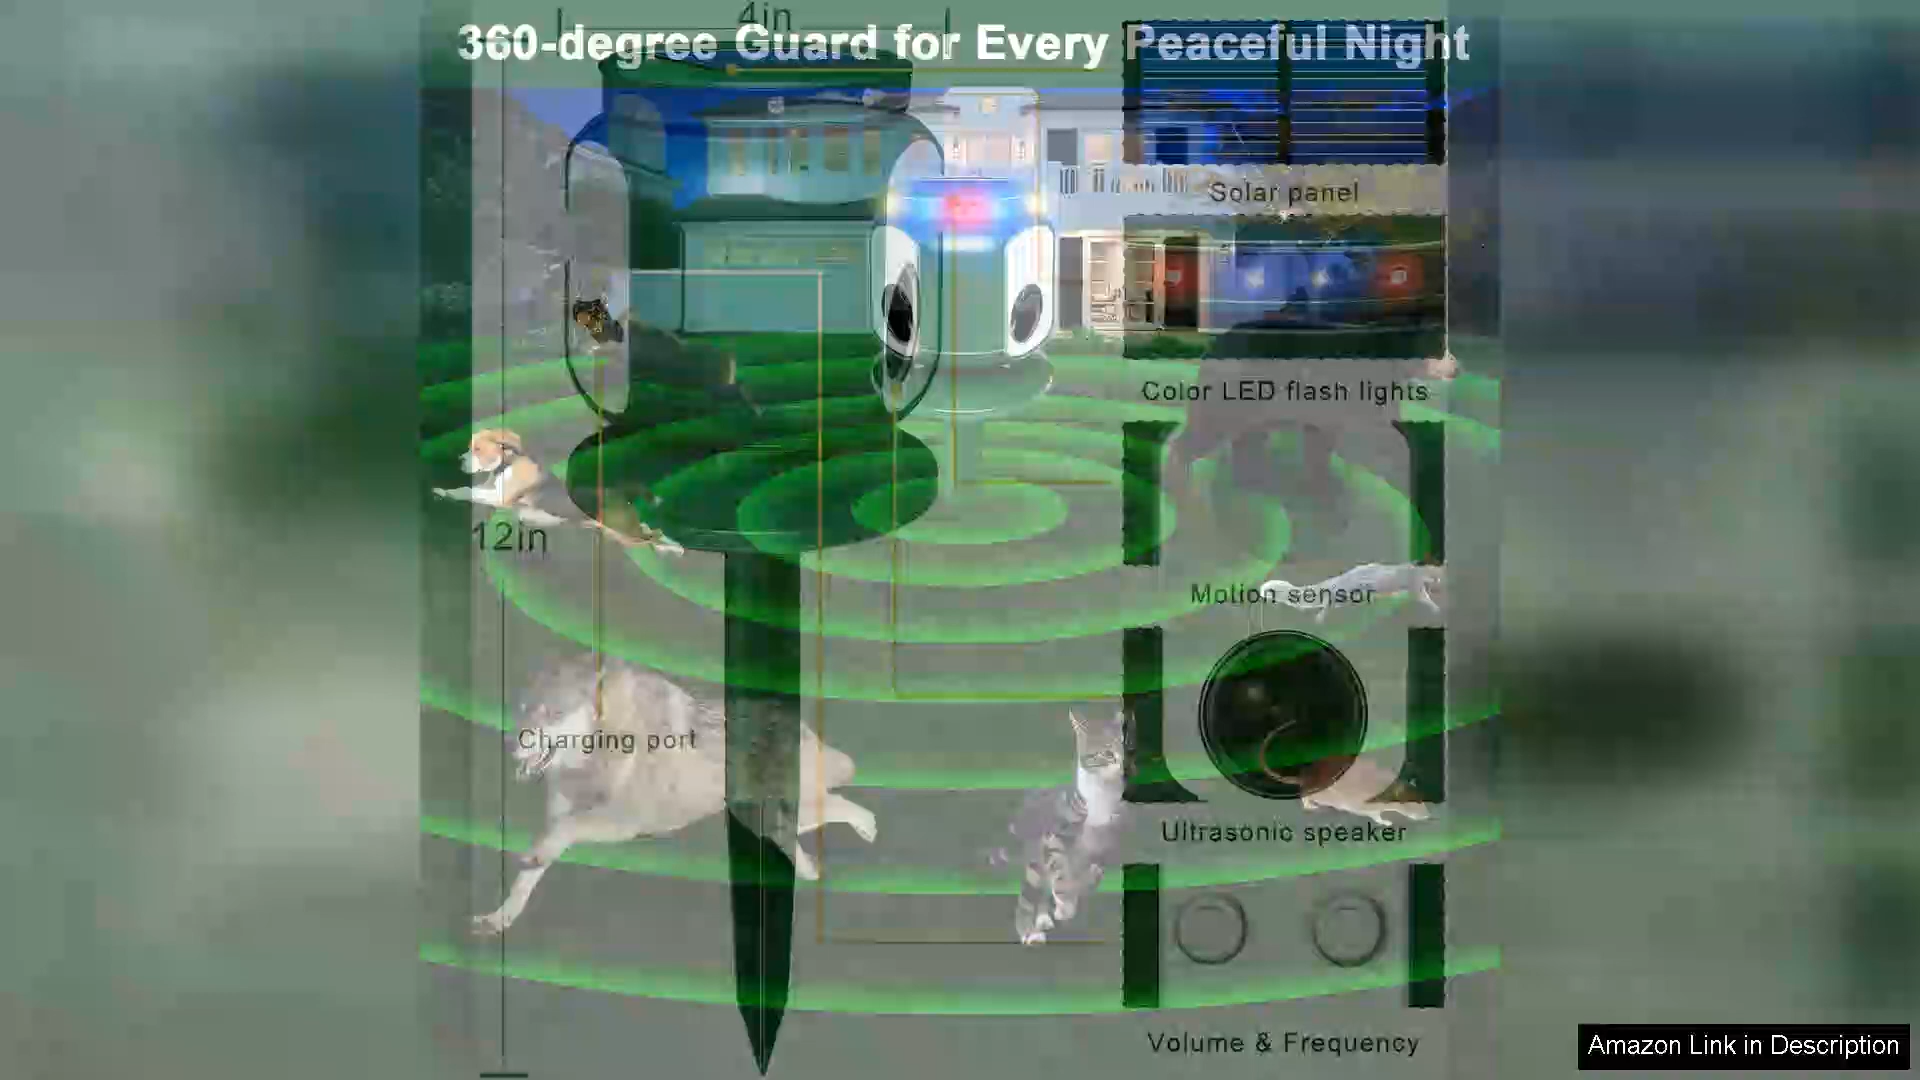 4in
360-degree Guard for Every Peaceful Night
Solar panel
Color LED flash lights
12in
Motion sensor
Charging port
Ultrasonic speaker
Volume & Frequency
Amazon Link in Description